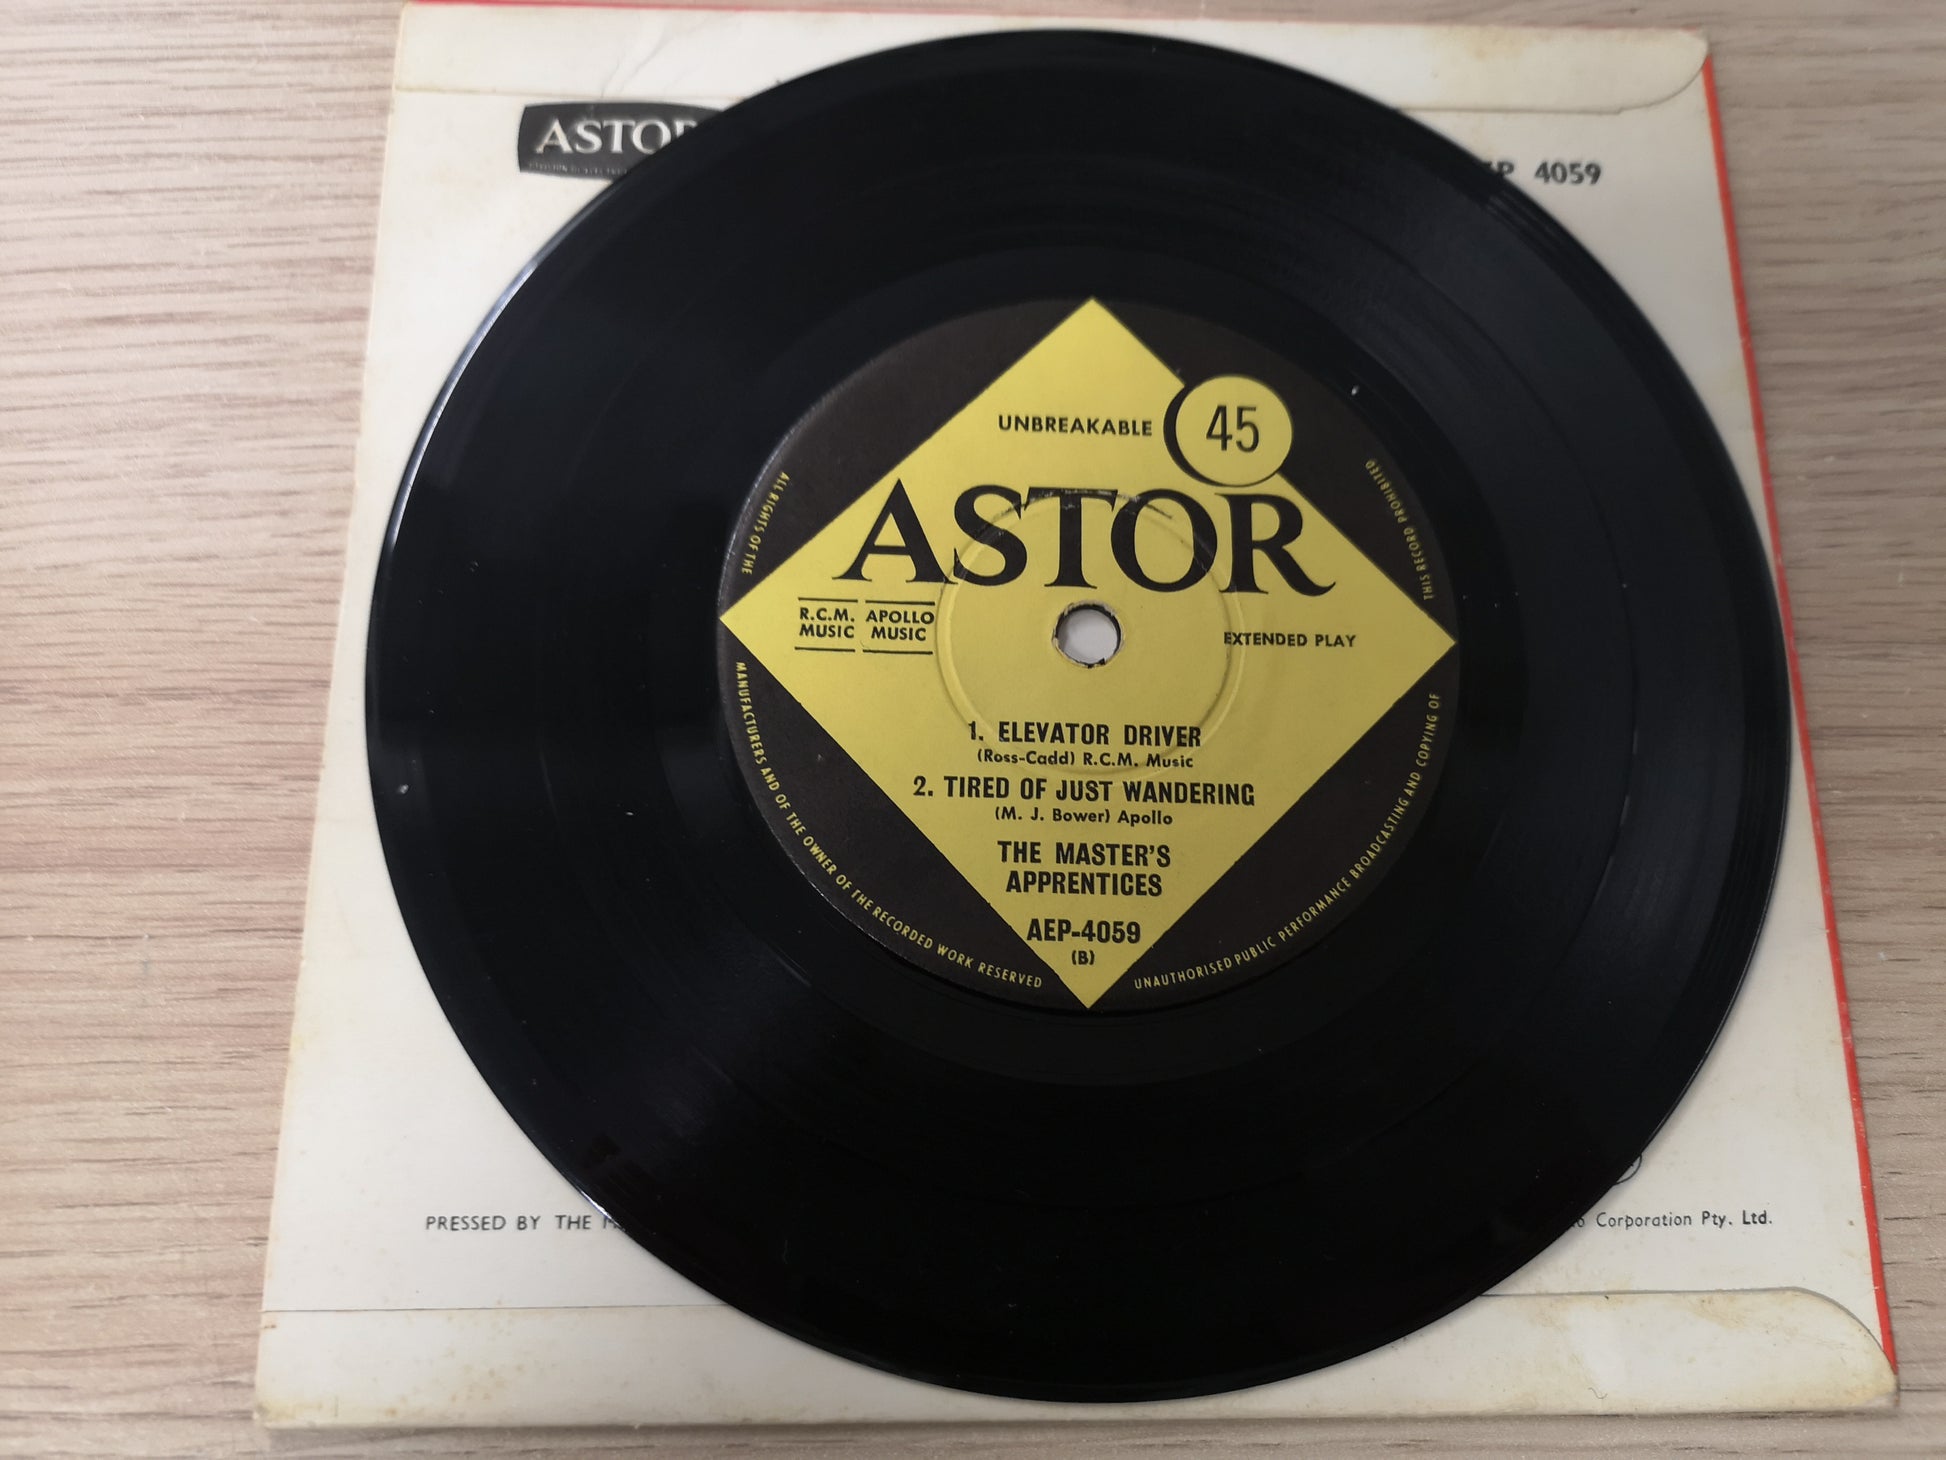 ASTOR
4059
UNBREAKABLE
45
ASTOR
R.C.M. MUSIC
APOLLO MUSIC
EXTENDED PLAY
1. ELEVATOR DRIVER
(Ross-Cadd) R.C.M. Music
2. TIRED OF JUST WANDERING
(M. J. Bower) Apollo
THE MASTER'S
APPRENTICES
AEP-4059
(B)
ALL RIGHTS OF THE
MANUFACTURERS AND OF THE OWNER OF THE RECORDED WORK RESERVED
UNAUTHORISED PUBLIC PERFORMANCE BROADCASTING AND COPYING OF
THIS RECORD PROHIBITED
PRESSED BY THE
Corporation Pty. Ltd.